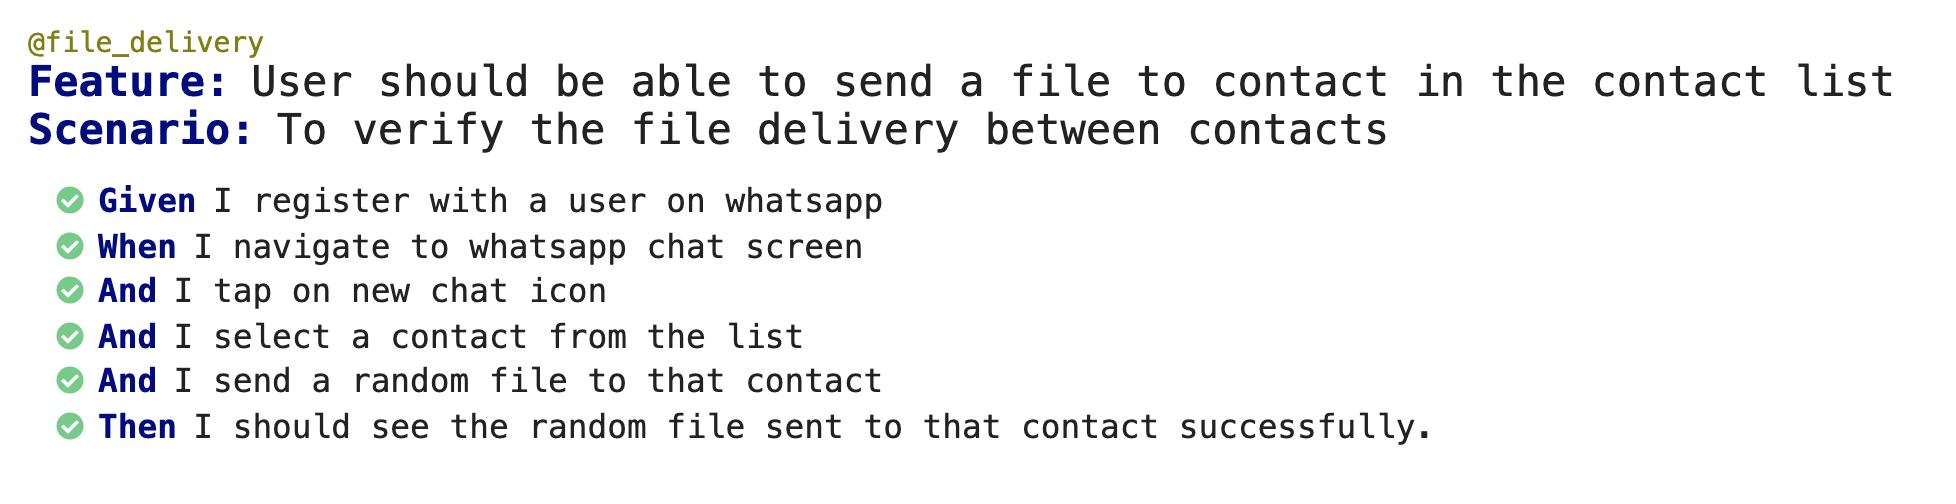 @file_delivery
Feature: User should be able to send a file to contact in the contact list
Scenario: To verify the file delivery between contacts
Given I register with a user on whatsapp
When I navigate to whatsapp chat screen
And I tap on new chat icon
And I select a contact from the list
And I send a random file to that contact
Then I should see the random file sent to that contact successfully.